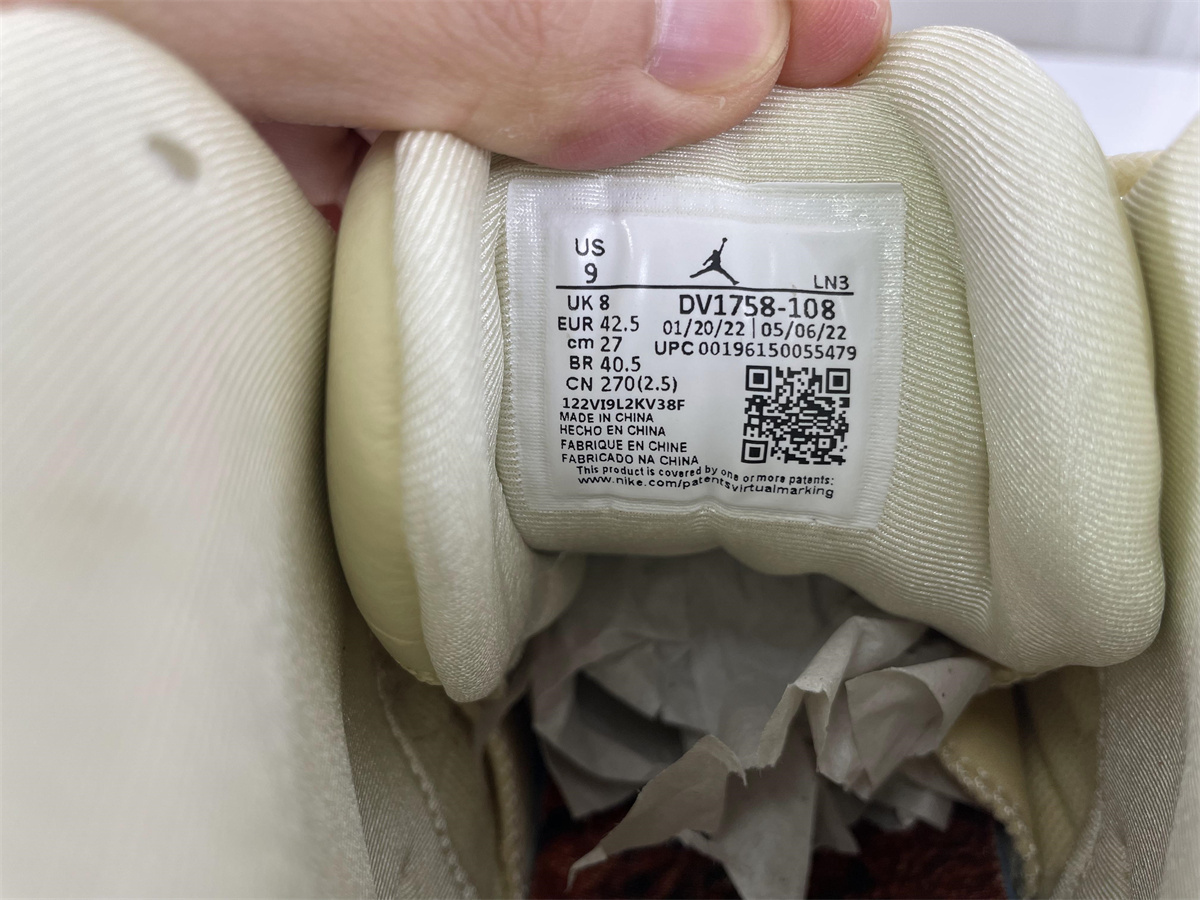 US
9
LN3
UK 8
DV1758-108
EUR 42.5
01/20/22 | 05/06/22
cm 27
UPC 00196150055479
BR 40.5
CN 270(2.5)
122VI9L2KV38F
MADE IN CHINA
HECHO EN CHINA
FABRIQUE EN CHINE
FABRICADO NA CHINA
This product is covered by one or more patents:
www.nike.com/patentsvirtualmarking